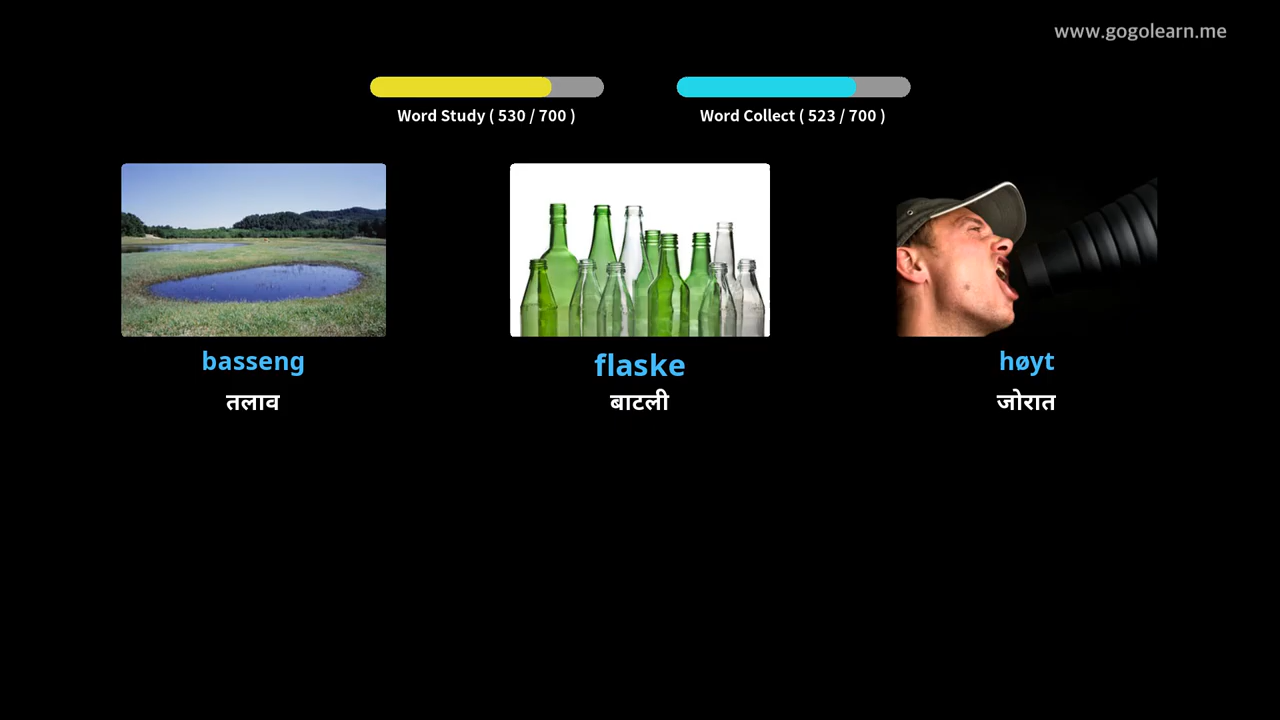 www.gogolearn.me
Word Study ( 530 / 700 )
Word Collect ( 523 / 700 )
basseng
flaske
høyt
तलाव
बाटली
जोरात